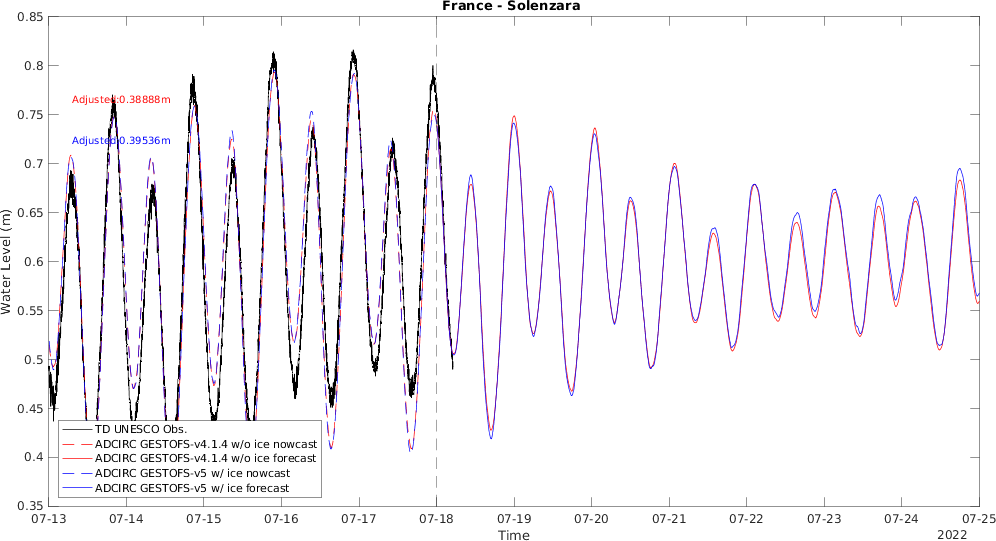 France - Solenzara
0.85
0.8
0.75
0.7
0.65
0.6
0.55
0.5
0.45
0.4
0.35
Water Level (m)
Adjusted:0.38888m
Adjusted:0.39536m
TD UNESCO Obs.
ADCIRC GESTOFS-v4.1.4 w/o ice nowcast
ADCIRC GESTOFS-v4.1.4 w/o ice forecast
ADCIRC GESTOFS-v5 w/ ice nowcast
ADCIRC GESTOFS-v5 w/ ice forecast
07-13 07-14 07-15 07-16 07-17 07-18 07-19 07-20 07-21 07-22 07-23 07-24 07-25
Time
2022